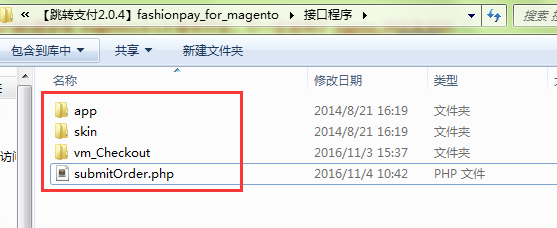 « 【跳转支付2.0.4】fashionpay_for_magento ▸ 接口程序 ▸
包含到库中 ▼ 共享 ▼ 新建文件夹
名称 修改日期 类型
app 2014/8/21 16:19 文件夹
skin 2014/8/21 16:19 文件夹
vm_Checkout 2016/11/3 15:37 文件夹
submitOrder.php 2016/11/4 10:42 PHP 文件
搜索
访问